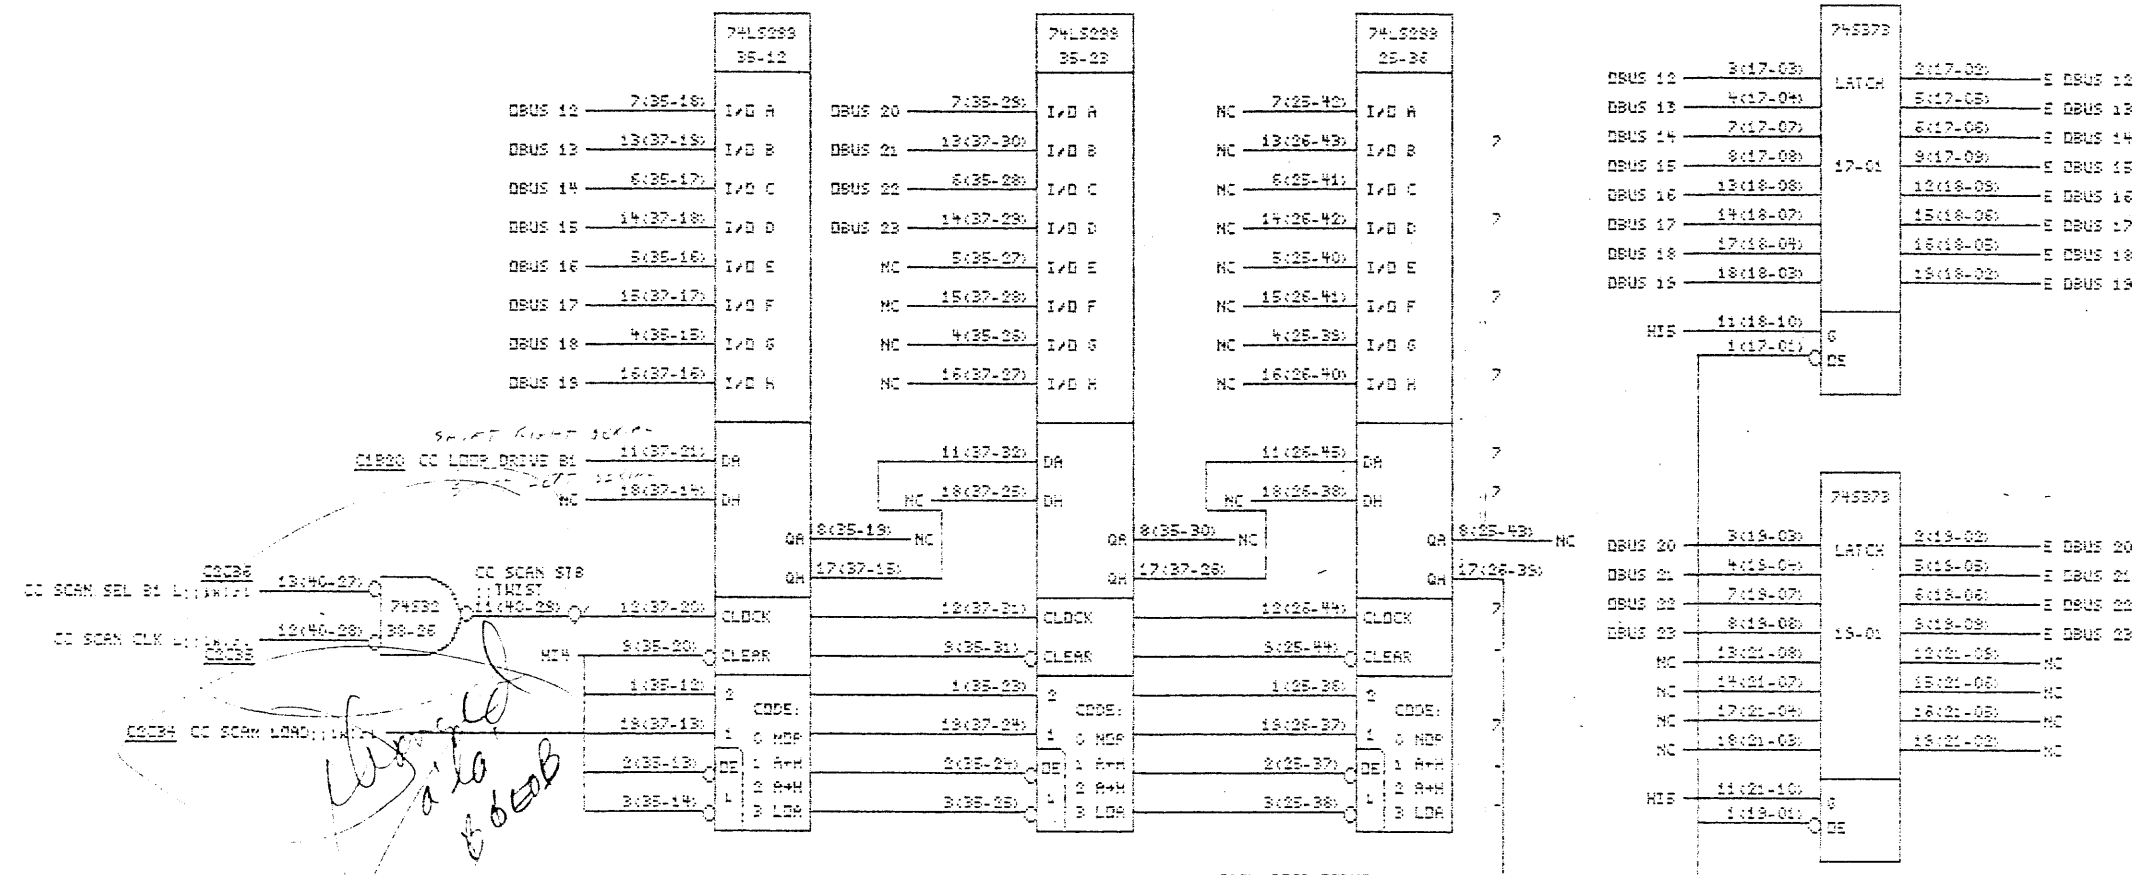 74LS299
35-12
DBUS 12 7(35-18) I/O A
DBUS 13 13(37-19) I/O B
DBUS 14 6(35-17) I/O C
DBUS 15 14(37-18) I/O D
DBUS 16 5(35-16) I/O E
DBUS 17 15(37-17) I/O F
DBUS 18 4(35-15) I/O G
DBUS 19 16(37-16) I/O H
C1B20 CC LOOP DRIVE B1 11(37-21) DA
NC 18(37-14) DH
QA 8(35-19) NC
QH 17(37-15)
C2C36
CC SCAN SEL B1 L 13(40-27)
CC SCAN CLK 12(40-28)
C2C35
74S32
38-26
CC SCAN STB
::TWIST
11(40-29) 12(37-20) CLOCK
HI4 9(35-20) CLEAR
1(35-12) 2
C2C34 CC SCAN LOAD 19(37-13) 1
2(35-13) OE
3(35-14) 1
CODE:
0 NOP
1 A→H
2 A←H
3 LDA
74LS299
35-23
DBUS 20 7(35-29) I/O A
DBUS 21 13(37-30) I/O B
DBUS 22 6(35-28) I/O C
DBUS 23 14(37-29) I/O D
NC 5(35-27) I/O E
NC 15(37-28) I/O F
NC 4(35-26) I/O G
NC 16(37-27) I/O H
11(37-32) DA
NC 18(37-25) DH
QA 8(35-30) NC
QH 17(37-26)
12(37-31) CLOCK
9(35-31) CLEAR
1(35-23) 2
19(37-24) 1
2(35-24) OE
3(35-25) 1
CODE:
0 NOP
1 A→H
2 A←H
3 LDA
74LS299
25-36
NC 7(25-42) I/O A
NC 13(26-43) I/O B
NC 6(25-41) I/O C
NC 14(26-42) I/O D
NC 5(25-40) I/O E
NC 15(26-41) I/O F
NC 4(25-39) I/O G
NC 16(26-40) I/O H
11(26-45) DA
NC 18(26-38) DH
QA 8(25-43) NC
QH 17(26-39)
12(26-44) CLOCK
9(25-44) CLEAR
1(25-36) 2
19(26-37) 1
2(25-37) OE
3(25-38) 1
CODE:
0 NOP
1 A→H
2 A←H
3 LDA
74S373
LATCH
17-01
DBUS 12 3(17-03) 2(17-02) E DBUS 12
DBUS 13 4(17-04) 5(17-05) E DBUS 13
DBUS 14 7(17-07) 6(17-06) E DBUS 14
DBUS 15 8(17-08) 9(17-09) E DBUS 15
DBUS 16 13(18-08) 12(18-09) E DBUS 16
DBUS 17 14(18-07) 15(18-06) E DBUS 17
DBUS 18 17(18-04) 16(18-05) E DBUS 18
DBUS 19 18(18-03) 19(18-02) E DBUS 19
HI5 11(18-10) G
1(17-01) OE
74S373
LATCH
19-01
DBUS 20 3(19-03) 2(19-02) E DBUS 20
DBUS 21 4(19-04) 5(19-05) E DBUS 21
DBUS 22 7(19-07) 6(19-06) E DBUS 22
DBUS 23 8(19-08) 9(19-09) E DBUS 23
NC 13(21-08) 12(21-09) NC
NC 14(21-07) 15(21-06) NC
NC 17(21-04) 16(21-05) NC
NC 18(21-03) 19(21-02) NC
HI5 11(21-10) G
1(19-01) OE
à la